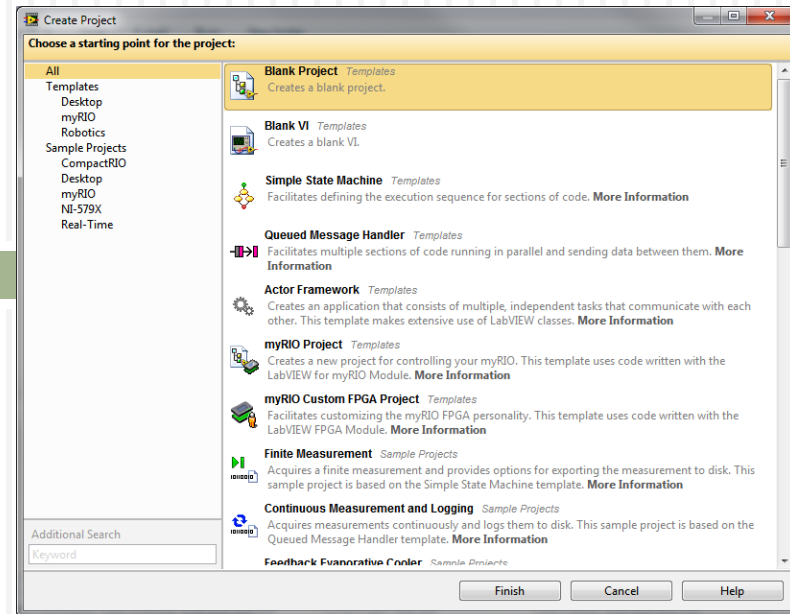 Create Project
Choose a starting point for the project:
All
Templates
Desktop
myRIO
Robotics
Sample Projects
CompactRIO
Desktop
myRIO
NI-579X
Real-Time
Additional Search
Keyword
Blank Project Templates
Creates a blank project.
Blank VI Templates
Creates a blank VI.
Simple State Machine Templates
Facilitates defining the execution sequence for sections of code. More Information
Queued Message Handler Templates
Facilitates multiple sections of code running in parallel and sending data between them. More
Information
Actor Framework Templates
Creates an application that consists of multiple, independent tasks that communicate with each
other. This template makes extensive use of LabVIEW classes. More Information
myRIO Project Templates
Creates a new project for controlling your myRIO. This template uses code written with the
LabVIEW for myRIO Module. More Information
myRIO Custom FPGA Project Templates
Facilitates customizing the myRIO FPGA personality. This template uses code written with the
LabVIEW FPGA Module. More Information
Finite Measurement Sample Projects
Acquires a finite measurement and provides options for exporting the measurement to disk. This
sample project is based on the Simple State Machine template. More Information
Continuous Measurement and Logging Sample Projects
Acquires measurements continuously and logs them to disk. This sample project is based on the
Queued Message Handler template. More Information
Feedback Evaporative Cooler Sample Projects
Finish
Cancel
Help